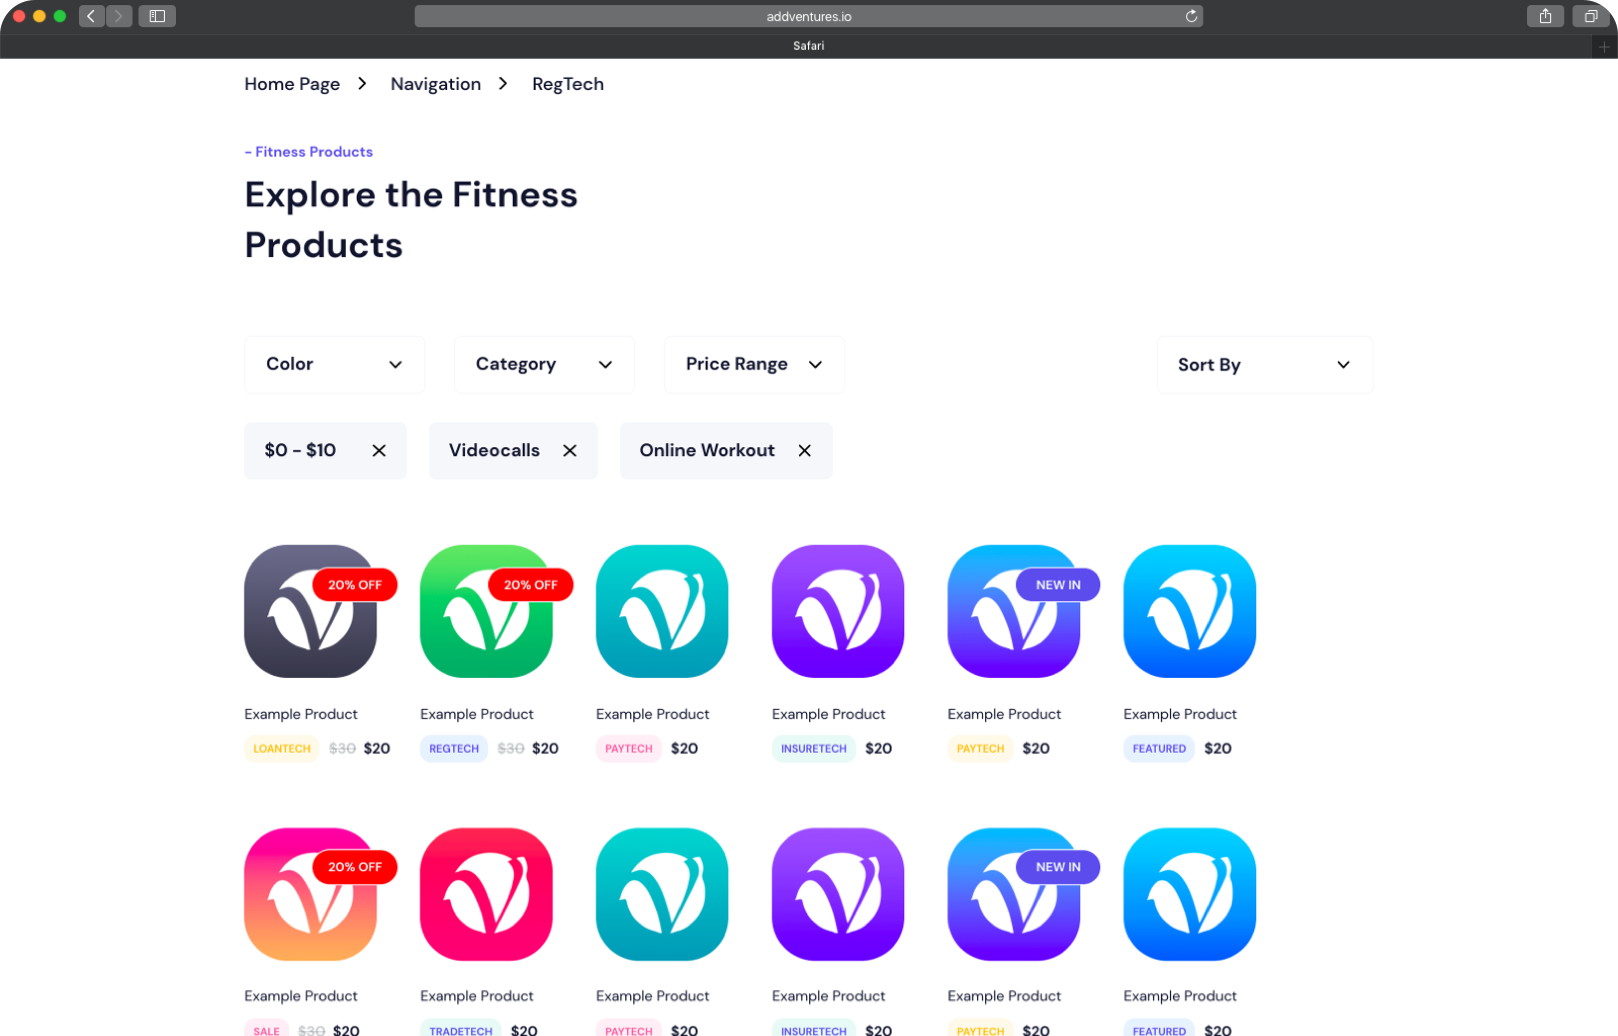 addventures.io
Safari
Home Page
Navigation
RegTech
- Fitness Products
Explore the Fitness
Products
Color
Category
Price Range
Sort By
$0 - $10
Videocalls
Online Workout
20% OFF
20% OFF
NEW IN
Example Product
Example Product
Example Product
Example Product
Example Product
Example Product
LOANTECH $30 $20
REGTECH $30 $20
PAYTECH $20
INSURETECH $20
PAYTECH $20
FEATURED $20
20% OFF
NEW IN
Example Product
Example Product
Example Product
Example Product
Example Product
Example Product
SALE $30 $20
TRADETECH $20
PAYTECH $20
INSURETECH $20
PAYTECH $20
FEATURED $20